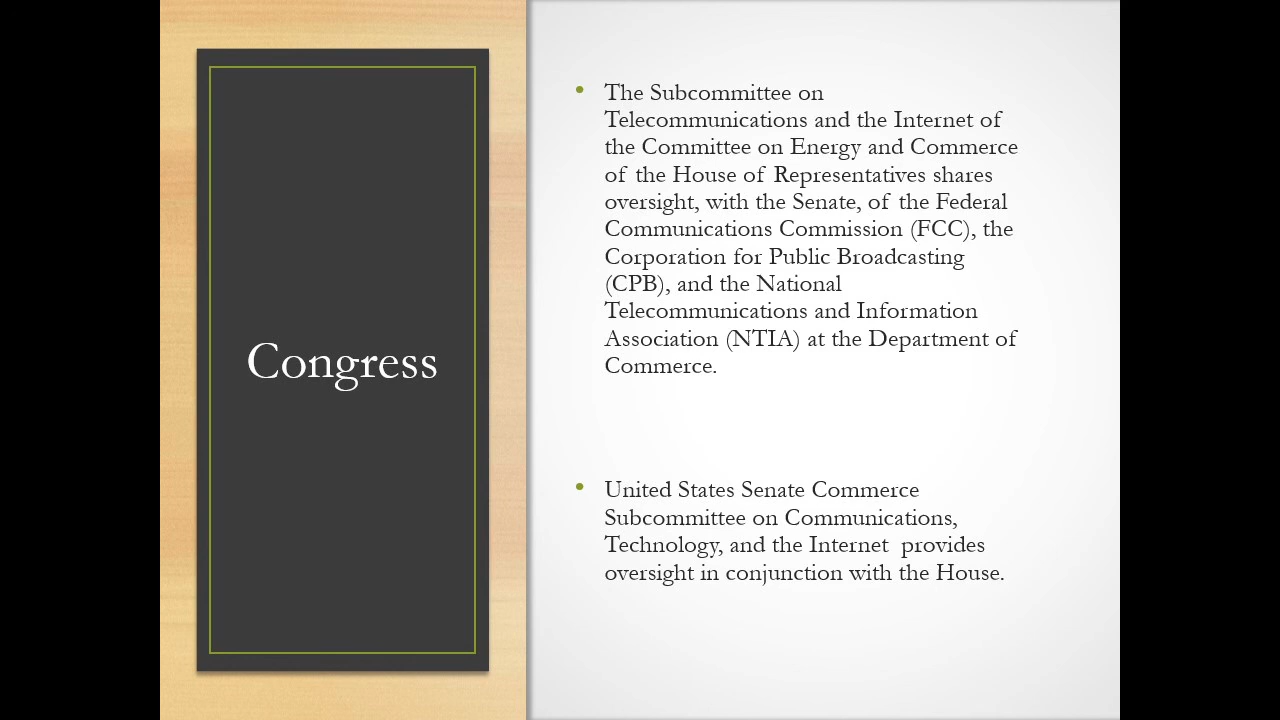 Congress
The Subcommittee on
Telecommunications and the Internet of
the Committee on Energy and Commerce
of the House of Representatives shares
oversight, with the Senate, of the Federal
Communications Commission (FCC), the
Corporation for Public Broadcasting
(CPB), and the National
Telecommunications and Information
Association (NTIA) at the Department of
Commerce.
United States Senate Commerce
Subcommittee on Communications,
Technology, and the Internet  provides
oversight in conjunction with the House.